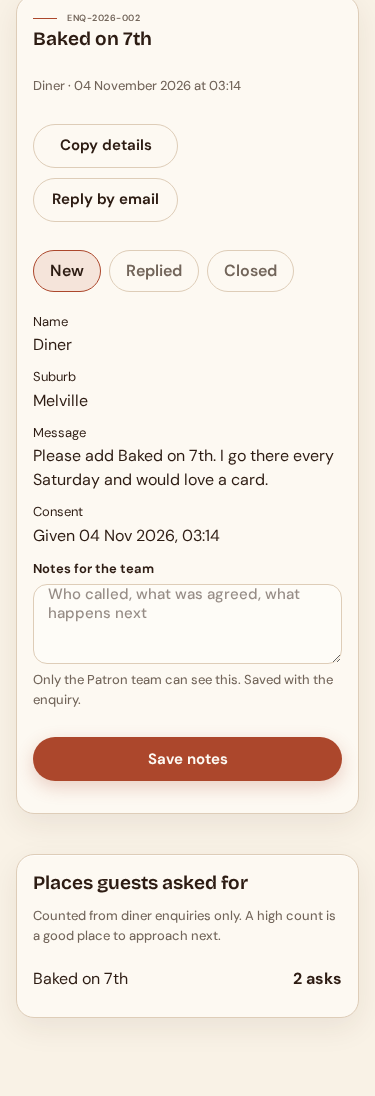 ENQ-2026-002
Baked on 7th
Diner · 04 November 2026 at 03:14
Copy details
Reply by email
New
Replied
Closed
Name
Diner
Suburb
Melville
Message
Please add Baked on 7th. I go there every
Saturday and would love a card.
Consent
Given 04 Nov 2026, 03:14
Notes for the team
Who called, what was agreed, what
happens next
Only the Patron team can see this. Saved with the
enquiry.
Save notes
Places guests asked for
Counted from diner enquiries only. A high count is
a good place to approach next.
Baked on 7th
2 asks